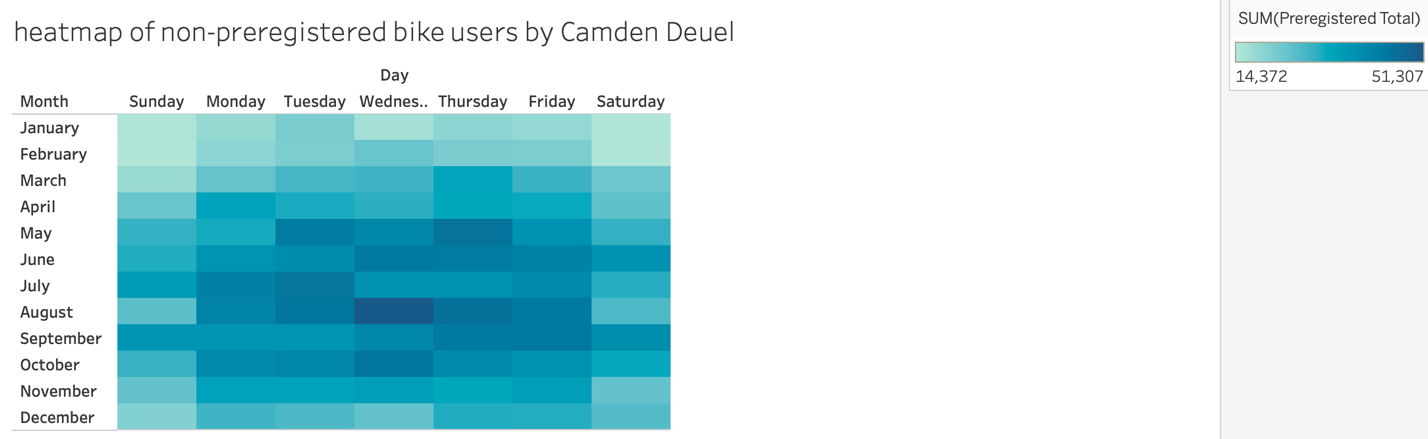 heatmap of non-preregistered bike users by Camden Deuel
SUM(Preregistered Total)
14,372 51,307
Day
Month Sunday Monday Tuesday Wednes.. Thursday Friday Saturday
January
February
March
April
May
June
July
August
September
October
November
December